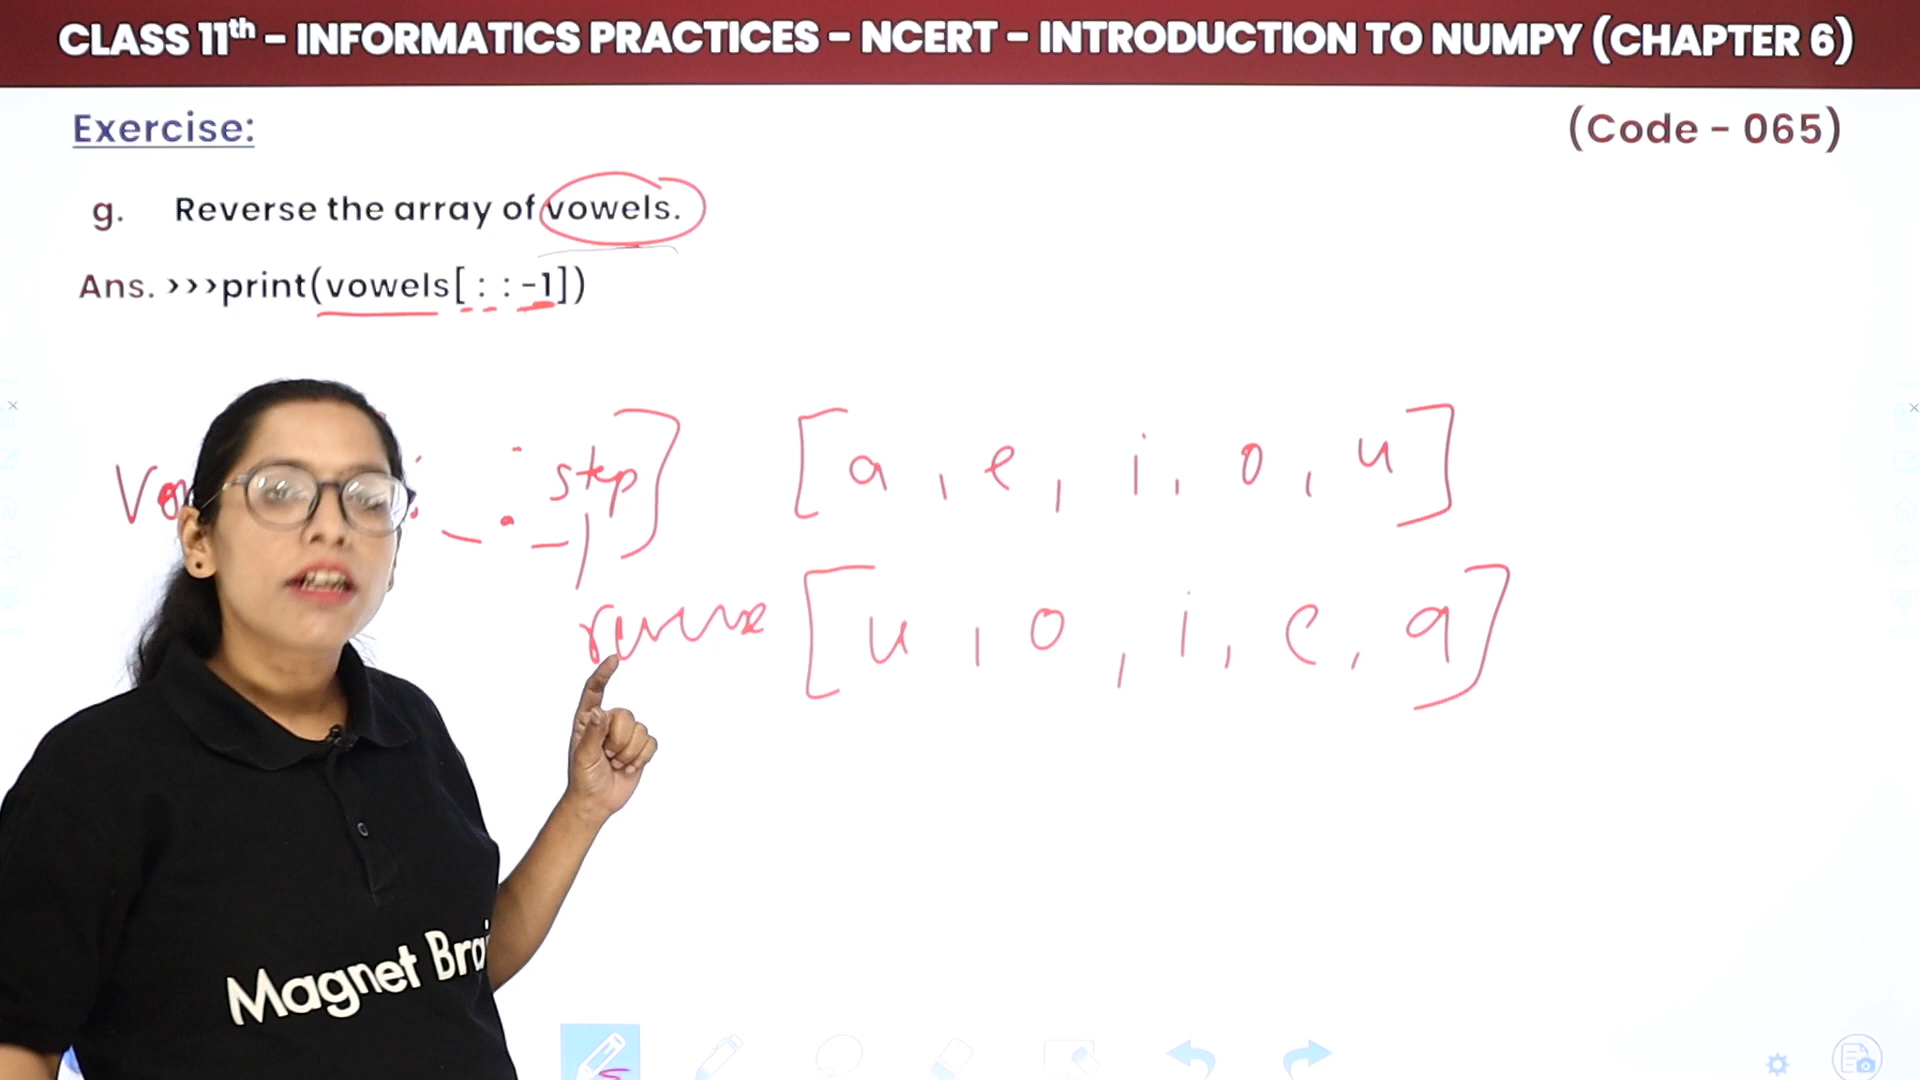 CLASS 11th - INFORMATICS PRACTICES - NCERT - INTRODUCTION TO NUMPY (CHAPTER 6)
Exercise:
(Code - 065)
g. Reverse the array of vowels.
Ans. >>>print(vowels[: :-1])
step]
-1
[a, e, i, o, u]
reverse [u, o, i, e, a]
Magnet Brai